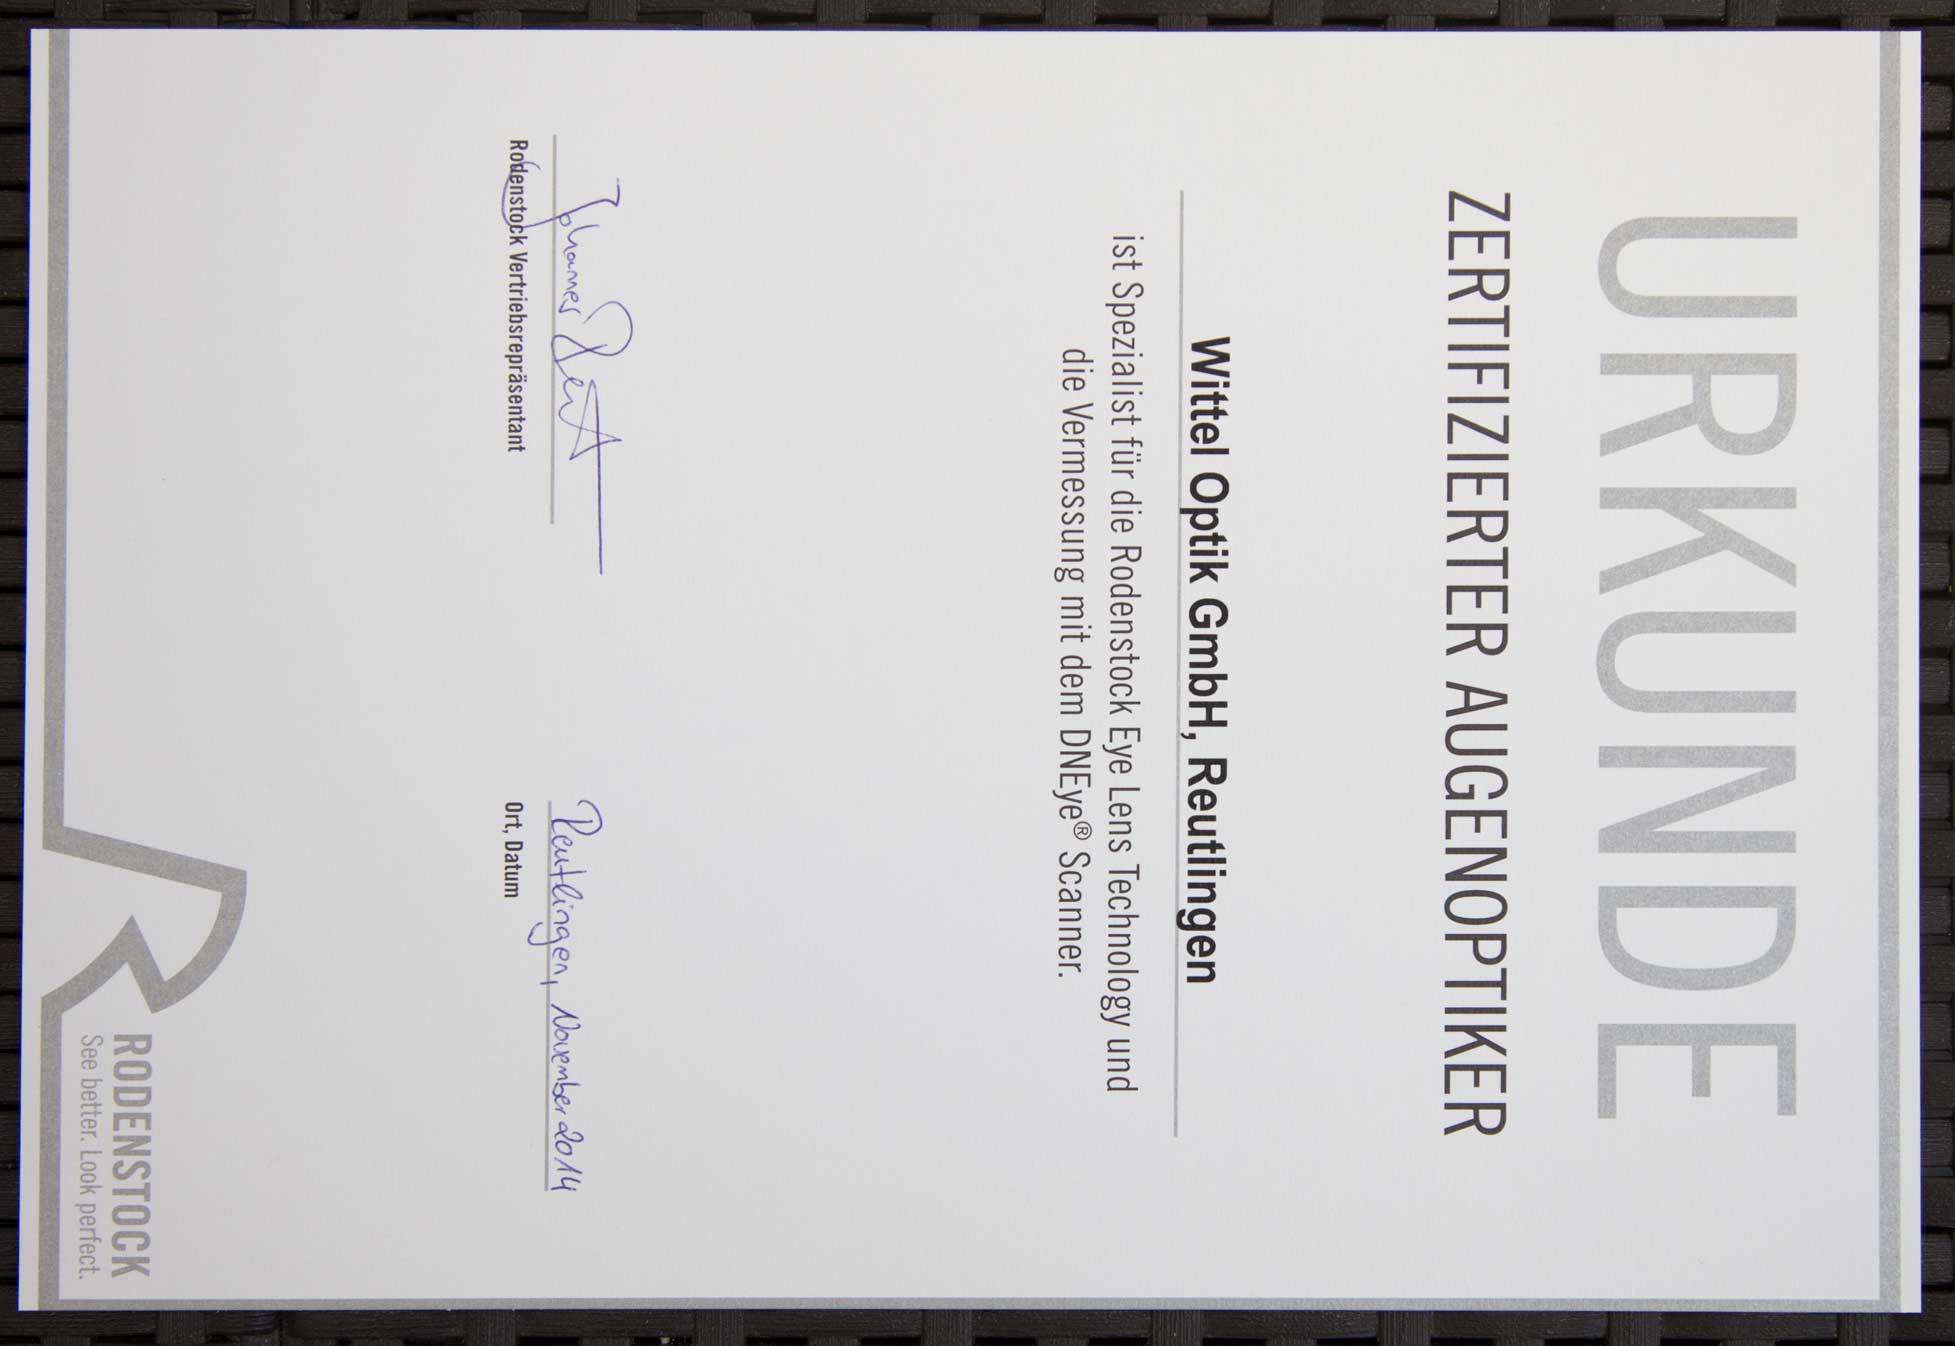 URKUNDE
ZERTIFIZIERTER AUGENOPTIKER
Wittel Optik GmbH, Reutlingen
ist Spezialist für die Rodenstock Eye Lens Technology und
die Vermessung mit dem DNEye® Scanner.
Johannes
Rodenstock Vertriebsrepräsentant
Reutlingen, November 2014
Ort, Datum
RODENSTOCK
See better. Look perfect.